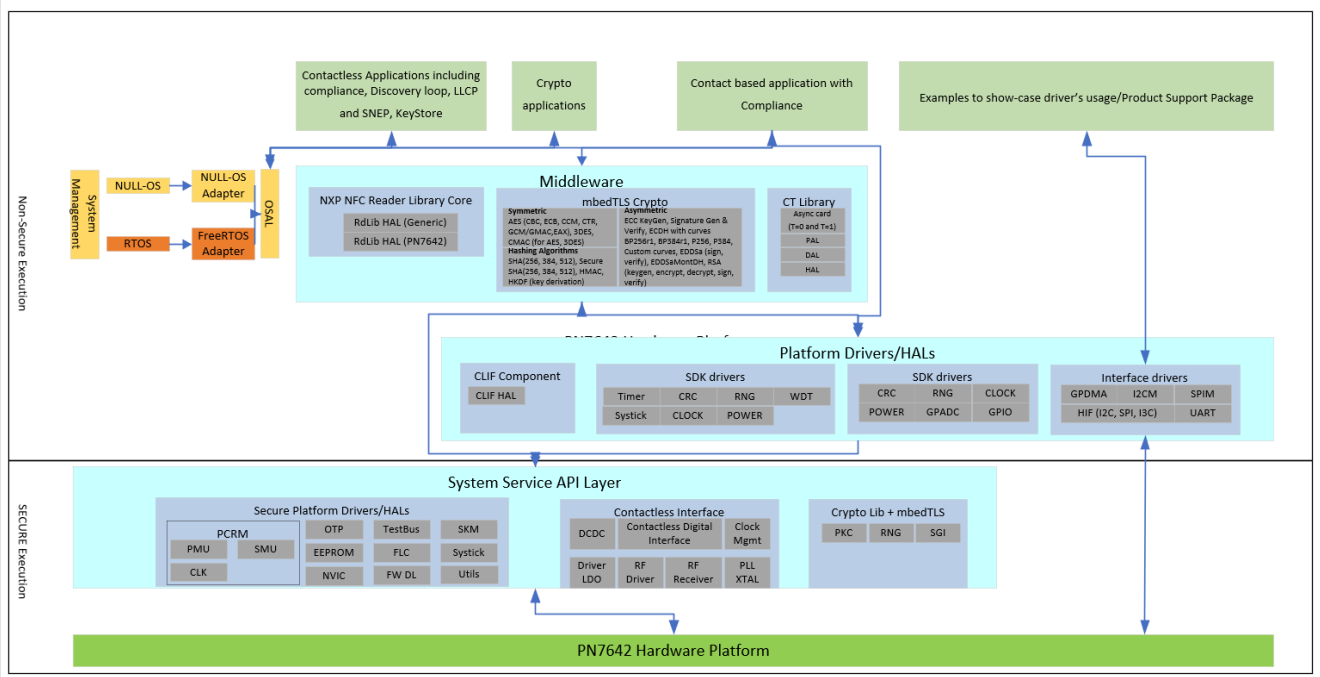 Contactless Applications including
compliance, Discovery loop, LLCP
and SNEP, KeyStore
Crypto
applications
Contact based application with
Compliance
Examples to show-case driver's usage/Product Support Package
Non-Secure Execution
System
Management
NULL-OS
NULL-OS
Adapter
RTOS
FreeRTOS
Adapter
OSAL
Middleware
NXP NFC Reader Library Core
RdLib HAL (Generic)
RdLib HAL (PN7642)
mbedTLS Crypto
Symmetric
AES (CBC, ECB, CCM, CTR,
GCM/GMAC,EAX), 3DES,
CMAC (for AES, 3DES)
Hashing Algorithms
SHA(256, 384, 512), Secure
SHA(256, 384, 512), HMAC,
HKDF (key derivation)
Asymmetric
ECC KeyGen, Signature Gen &
Verify, ECDH with curves
BP256r1, BP384r1, P256, P384,
Custom curves, EDDSa (sign,
verify), EDDSaMontDH, RSA
(keygen, encrypt, decrypt, sign,
verify)
CT Library
Async card
(T=0 and T=1)
PAL
DAL
HAL
PN7642 Hardware Platform
Platform Drivers/HALs
CLIF Component
CLIF HAL
SDK drivers
Timer CRC RNG WDT
Systick CLOCK POWER
SDK drivers
CRC RNG CLOCK
POWER GPADC GPIO
Interface drivers
GPDMA I2CM SPIM
HIF (I2C, SPI, I3C) UART
SECURE Execution
System Service API Layer
Secure Platform Drivers/HALs
PCRM
PMU SMU
CLK
OTP TestBus SKM
EEPROM FLC Systick
NVIC FW DL Utils
Contactless Interface
DCDC
Contactless Digital
Interface
Clock
Mgmt
Driver
LDO
RF
Driver
RF
Receiver
PLL
XTAL
Crypto Lib + mbedTLS
PKC RNG SGI
PN7642 Hardware Platform